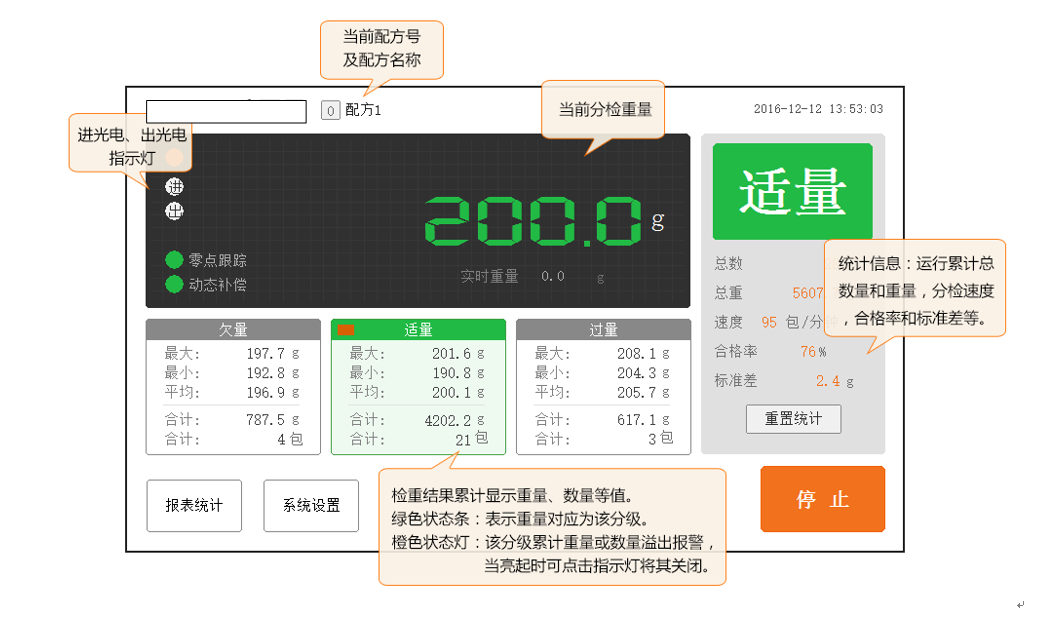 当前配方号
及配方名称
0 配方1
当前分检重量
2016-12-12 13:53:03
进光电、出光电
指示灯
进
出
200.0 g
实时重量 0.0 g
零点跟踪
动态补偿
适量
总数
总重 5607
速度 95 包/分钟
合格率 76%
标准差 2.4 g
重置统计
统计信息：运行累计总
数量和重量，分检速度
，合格率和标准差等。
欠量
最大: 197.7 g
最小: 192.8 g
平均: 196.9 g
合计: 787.5 g
合计: 4 包
适量
最大: 201.6 g
最小: 190.8 g
平均: 200.1 g
合计: 4202.2 g
合计: 21 包
过量
最大: 208.1 g
最小: 204.3 g
平均: 205.7 g
合计: 617.1 g
合计: 3 包
报表统计
系统设置
检重结果累计显示重量、数量等值。
绿色状态条：表示重量对应为该分级。
橙色状态灯：该分级累计重量或数量溢出报警，
当亮起时可点击指示灯将其关闭。
停 止